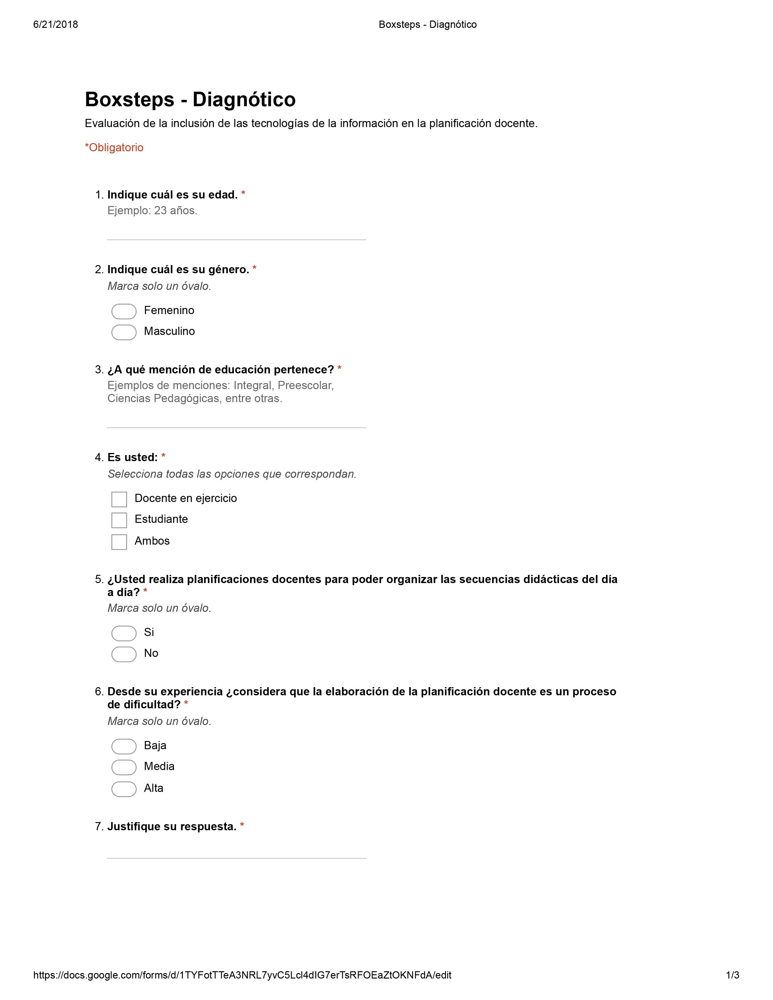 6/21/2018
Boxsteps - Diagnótico
Boxsteps - Diagnótico
Evaluación de la inclusión de las tecnologías de la información en la planificación docente.
*Obligatorio
1. Indique cuál es su edad. *
Ejemplo: 23 años.
2. Indique cuál es su género. *
Marca solo un óvalo.
Femenino
Masculino
3. ¿A qué mención de educación pertenece? *
Ejemplos de menciones: Integral, Preescolar,
Ciencias Pedagógicas, entre otras.
4. Es usted: *
Selecciona todas las opciones que correspondan.
Docente en ejercicio
Estudiante
Ambos
5. ¿Usted realiza planificaciones docentes para poder organizar las secuencias didácticas del día
a día? *
Marca solo un óvalo.
Si
No
6. Desde su experiencia ¿considera que la elaboración de la planificación docente es un proceso
de dificultad? *
Marca solo un óvalo.
Baja
Media
Alta
7. Justifique su respuesta. *
https://docs.google.com/forms/d/1TYFotTTeA3NRL7yvC5Lcl4dIG7erTsRFOEaZtOKNFdA/edit
1/3